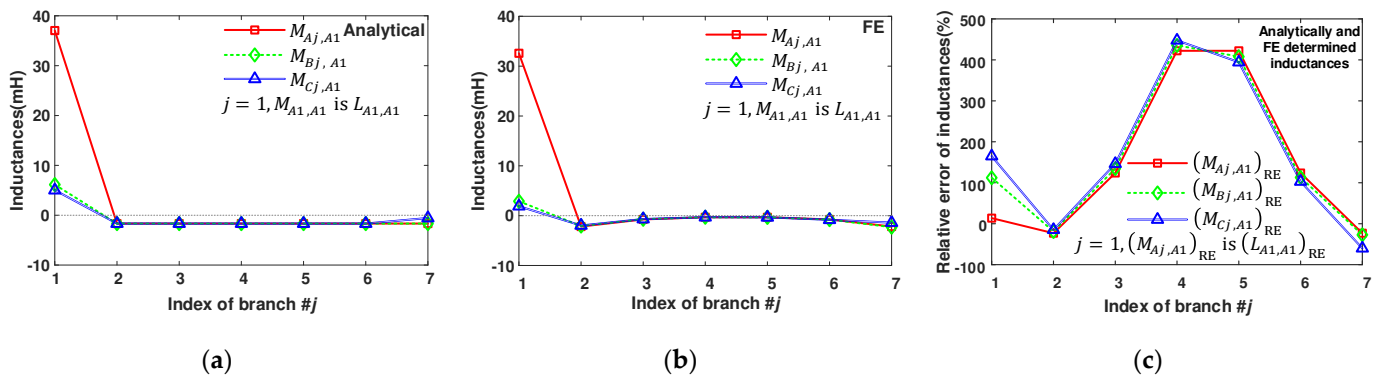 Inductances(mH)
40
30
20
10
0
-10
M_{Aj,A1} Analytical
M_{Bj,A1}
M_{Cj,A1}
j = 1, M_{A1,A1} is L_{A1,A1}
1 2 3 4 5 6 7
Index of branch #j
(a)
Inductances(mH)
40
30
20
10
0
-10
M_{Aj,A1} FE
M_{Bj,A1}
M_{Cj,A1}
j = 1, M_{A1,A1} is L_{A1,A1}
1 2 3 4 5 6 7
Index of branch #j
(b)
Relative error of inductances(%)
500
400
300
200
100
0
-100
Analytically and
FE determined
inductances
(M_{Aj,A1})_{RE}
(M_{Bj,A1})_{RE}
(M_{Cj,A1})_{RE}
j = 1, (M_{Aj,A1})_{RE} is (L_{A1,A1})_{RE}
1 2 3 4 5 6 7
Index of branch #j
(c)